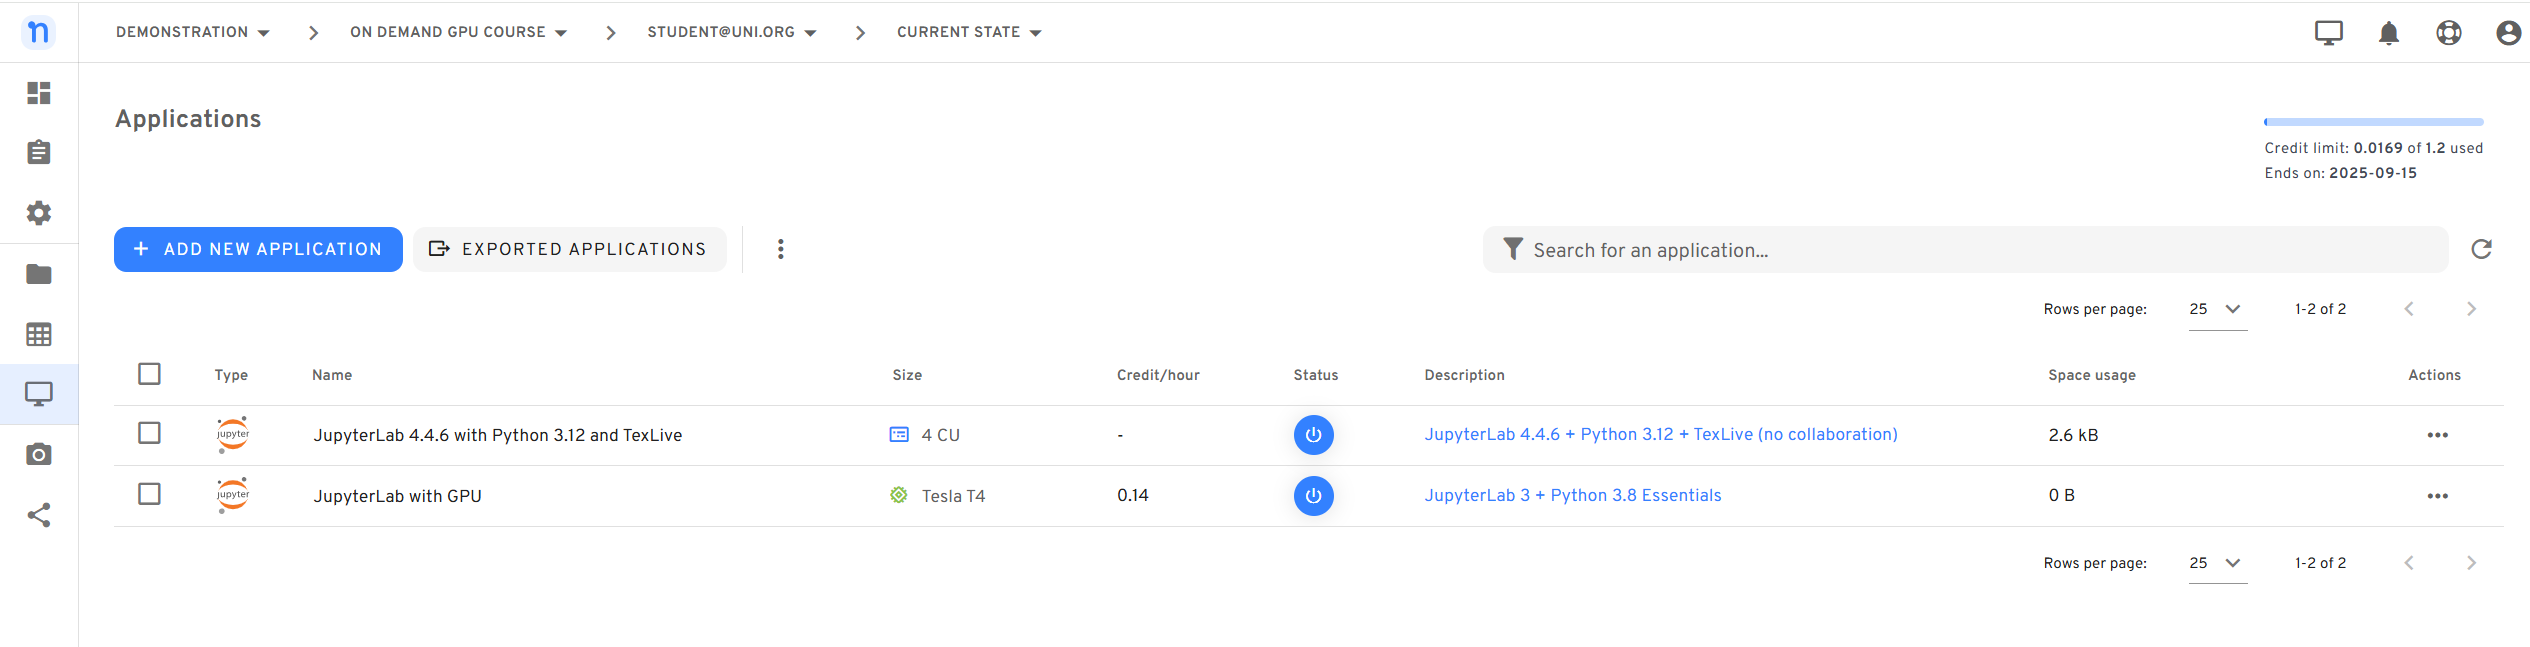 n DEMONSTRATION ON DEMAND GPU COURSE STUDENT@UNI.ORG CURRENT STATE
Applications
Credit limit: 0.0169 of 1.2 used
Ends on: 2025-09-15
+ ADD NEW APPLICATION EXPORTED APPLICATIONS Search for an application...
Rows per page: 25 1-2 of 2
Type Name Size Credit/hour Status Description Space usage Actions
jupyter JupyterLab 4.4.6 with Python 3.12 and TexLive 4 CU - JupyterLab 4.4.6 + Python 3.12 + TexLive (no collaboration) 2.6 kB
jupyter JupyterLab with GPU Tesla T4 0.14 JupyterLab 3 + Python 3.8 Essentials 0 B
Rows per page: 25 1-2 of 2